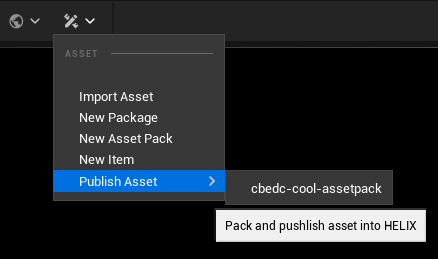 ASSET
Import Asset
New Package
New Asset Pack
New Item
Publish Asset
cbedc-cool-assetpack
Pack and pushlish asset into HELIX